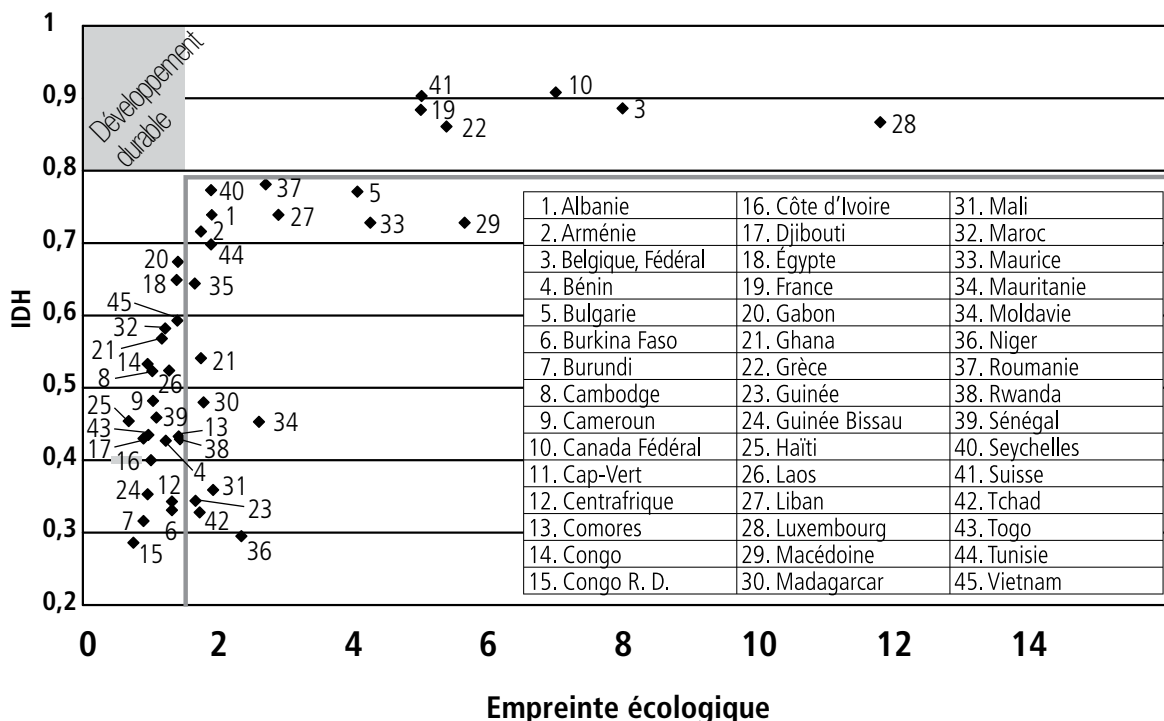 1
Développement
durable
0,9
0,8
0,7
0,6
0,5
0,4
0,3
0,2
IDH
41
10
19
3
22
28
40
37
5
1
27
33
29
2
44
20
18
35
45
32
21
14
8
26
21
9
30
25
39
34
43
13
17
38
16
4
24
12
31
23
7
6
42
15
36
1. Albanie 16. Côte d’Ivoire 31. Mali
2. Arménie 17. Djibouti 32. Maroc
3. Belgique, Fédéral 18. Égypte 33. Maurice
4. Bénin 19. France 34. Mauritanie
5. Bulgarie 20. Gabon 34. Moldavie
6. Burkina Faso 21. Ghana 36. Niger
7. Burundi 22. Grèce 37. Roumanie
8. Cambodge 23. Guinée 38. Rwanda
9. Cameroun 24. Guinée Bissau 39. Sénégal
10. Canada Fédéral 25. Haïti 40. Seychelles
11. Cap-Vert 26. Laos 41. Suisse
12. Centrafrique 27. Liban 42. Tchad
13. Comores 28. Luxembourg 43. Togo
14. Congo 29. Macédoine 44. Tunisie
15. Congo R. D. 30. Madagarcar 45. Vietnam
0 2 4 6 8 10 12 14
Empreinte écologique